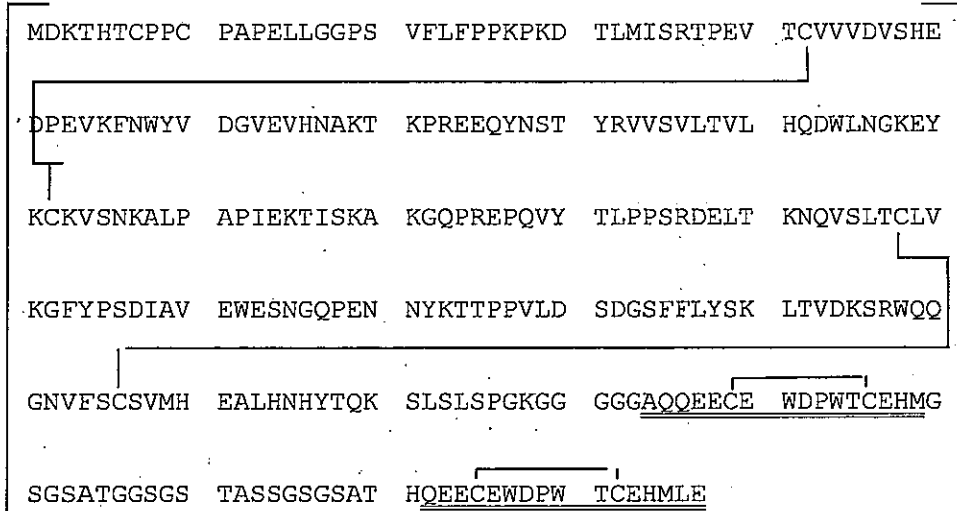 MDKTHTCPPC PAPELLGGPS VFLFPPKPKD TLMISRTPEV TCVVVDVSHE
DPEVKFNWYV DGVEVHNAKT KPREEQYNST YRVVSVLTVL HQDWLNGKEY
KCKVSNKALP APIEKTISKA KGQPREPQVY TLPPSRDELT KNQVSLTCLV
KGFYPSDIAV EWESNGQPEN NYKTTPPVLD SDGSFFLYSK LTVDKSRWQQ
GNVFSCSVMH EALHNHYTQK SLSLSPGKGG GGGAQQEECE WDPWTCEHMG
SGSATGGSGS TASSGSGSAT HQEECEWDPW TCEHMLE